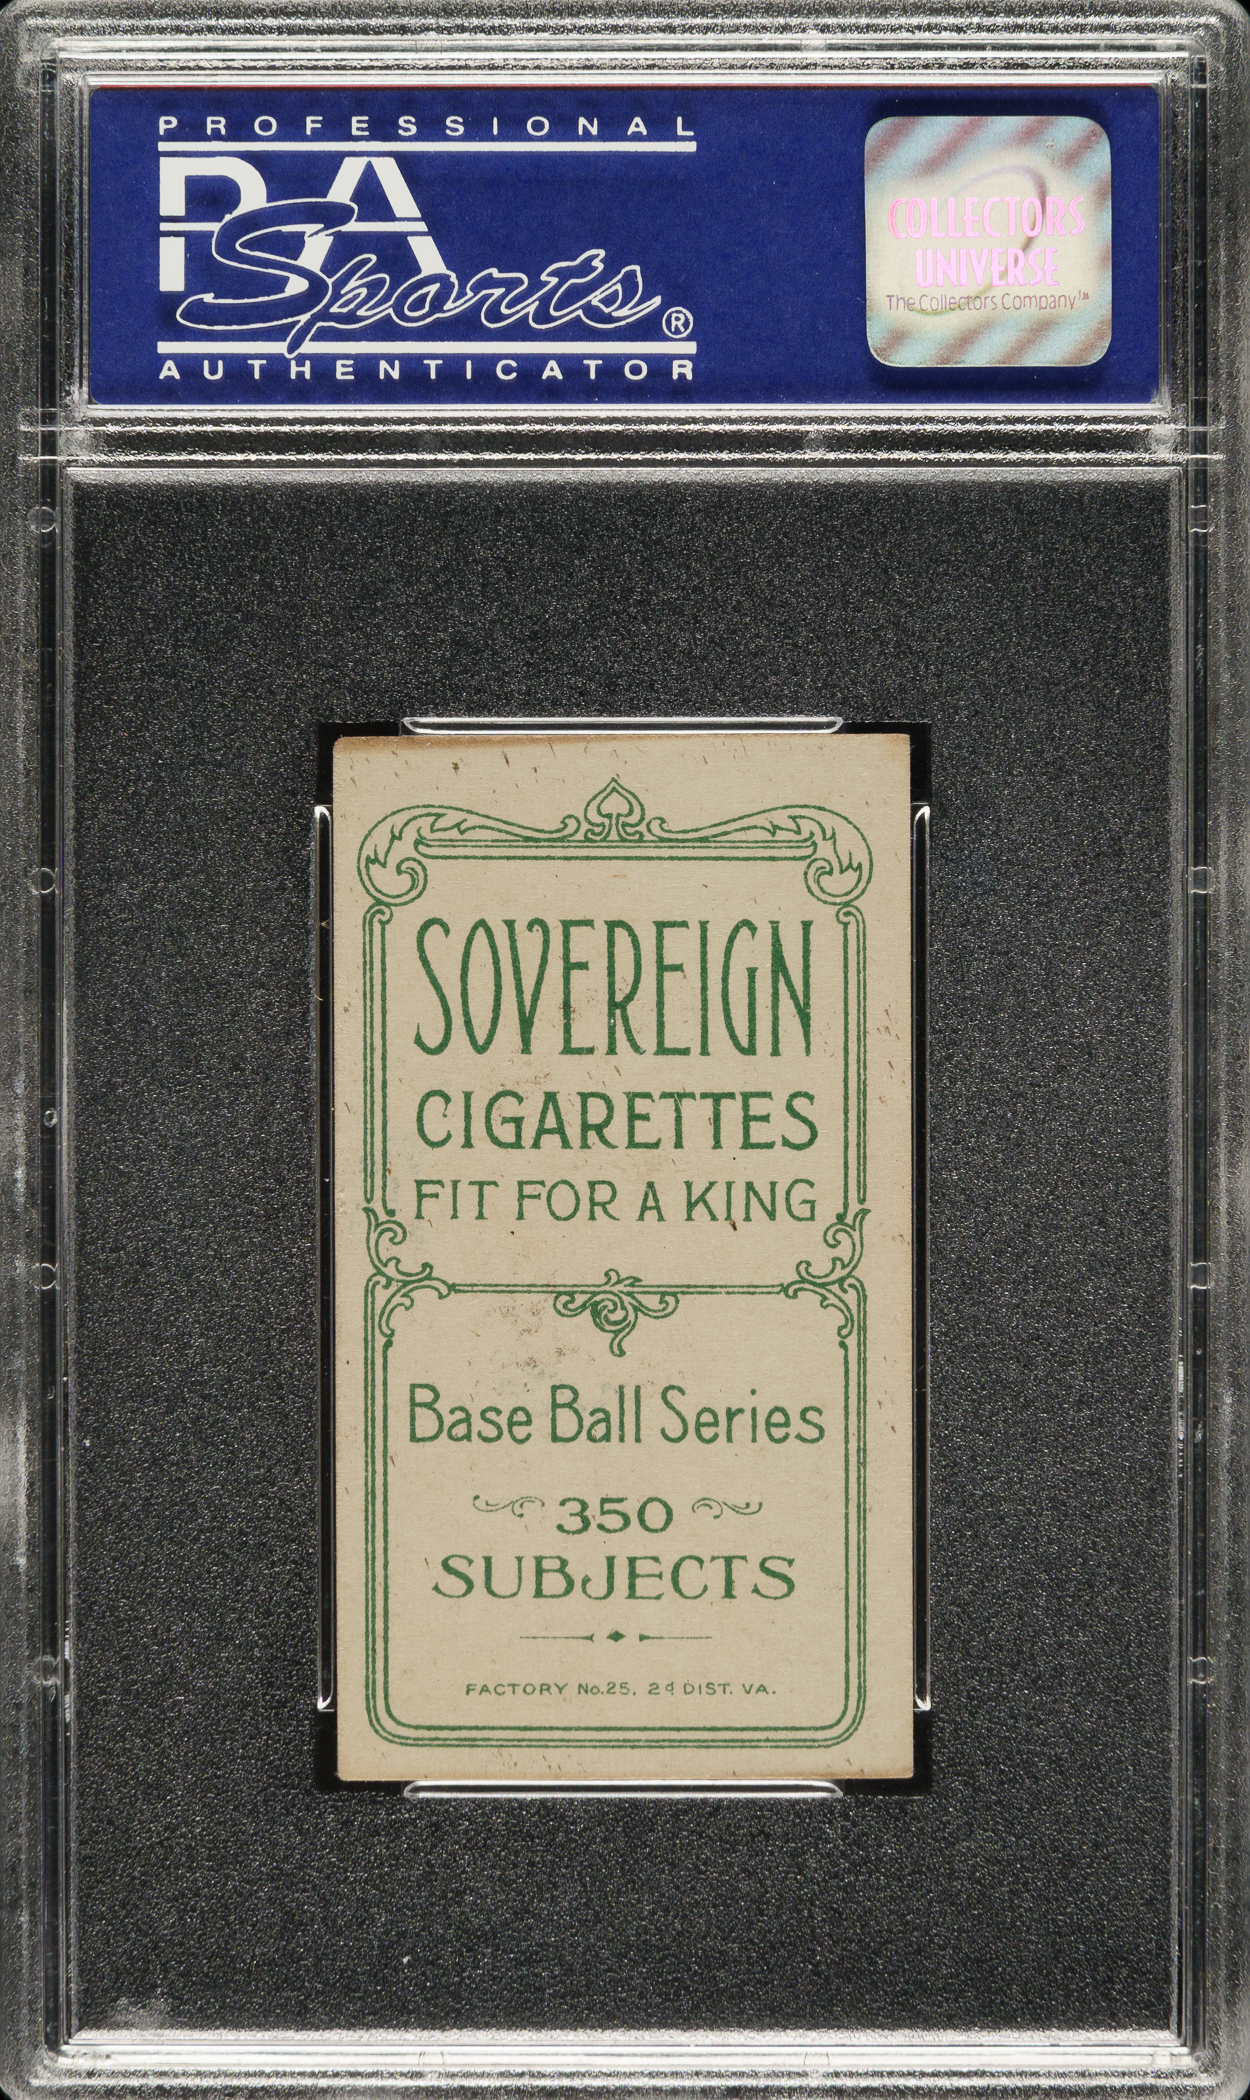 PROFESSIONAL
PSA
Sports®
AUTHENTICATOR
COLLECTORS
UNIVERSE
The Collectors Company™
SOVEREIGN
CIGARETTES
FIT FOR A KING
Base Ball Series
350
SUBJECTS
FACTORY No. 25, 2d DIST. VA.